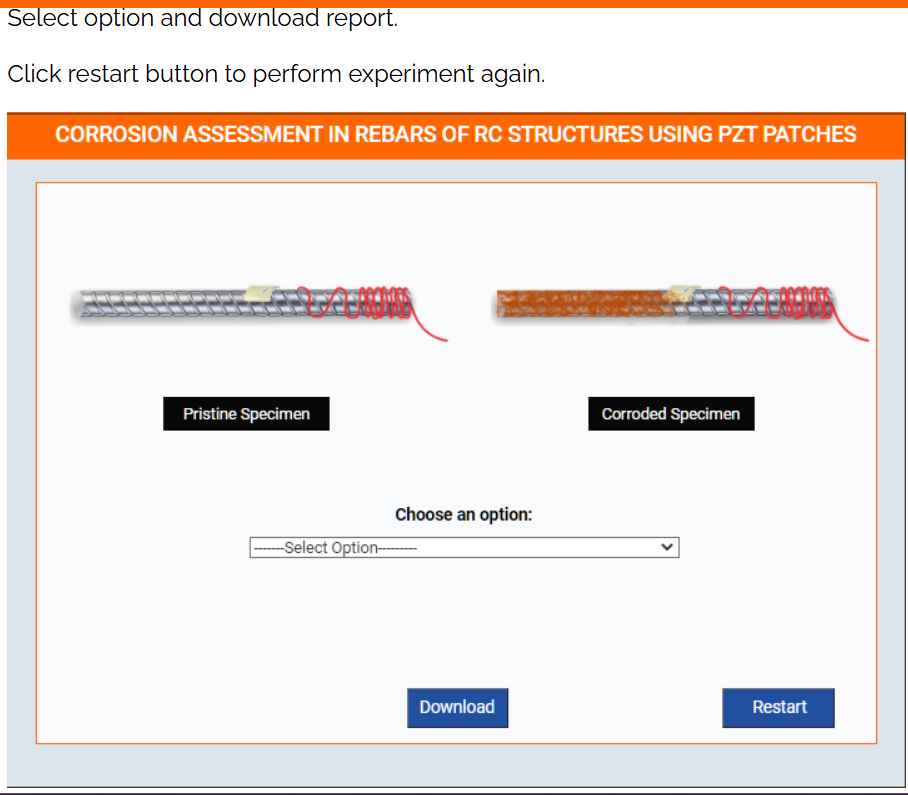 Select option and download report.
Click restart button to perform experiment again.
CORROSION ASSESSMENT IN REBARS OF RC STRUCTURES USING PZT PATCHES
Pristine Specimen
Corroded Specimen
Choose an option:
-------Select Option---------
Download
Restart